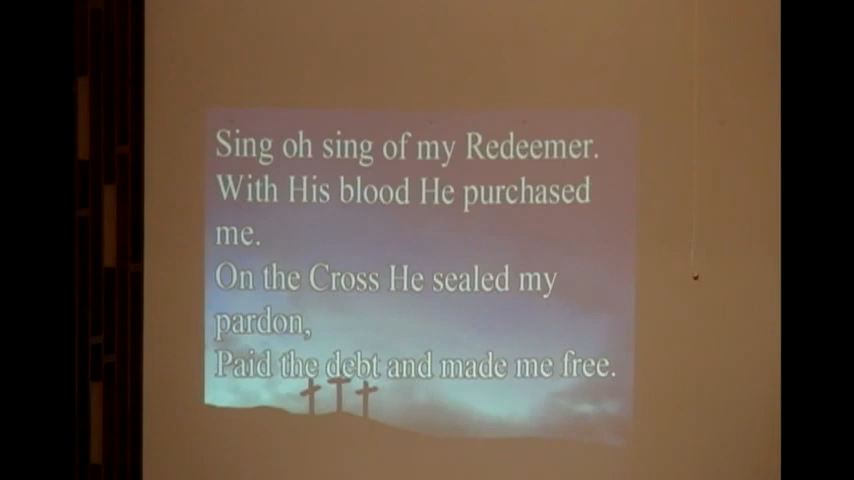 Sing oh sing of my Redeemer.
With His blood He purchased
me.
On the Cross He sealed my
pardon,
Paid the debt and made me free.